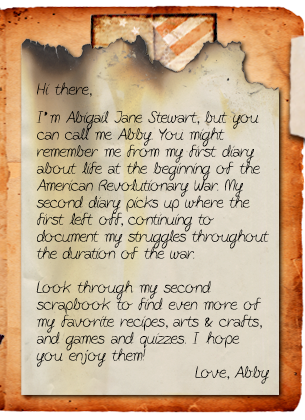 Hi there,
I'm Abigail Jane Stewart, but you
can call me Abby. You might
remember me from my first diary
about life at the beginning of the
American Revolutionary War. My
second diary picks up where the
first left off, continuing to
document my struggles throughout
the duration of the war.
Look through my second
scrapbook to find even more of
my favorite recipes, arts & crafts,
and games and quizzes. I hope
you enjoy them!
Love, Abby